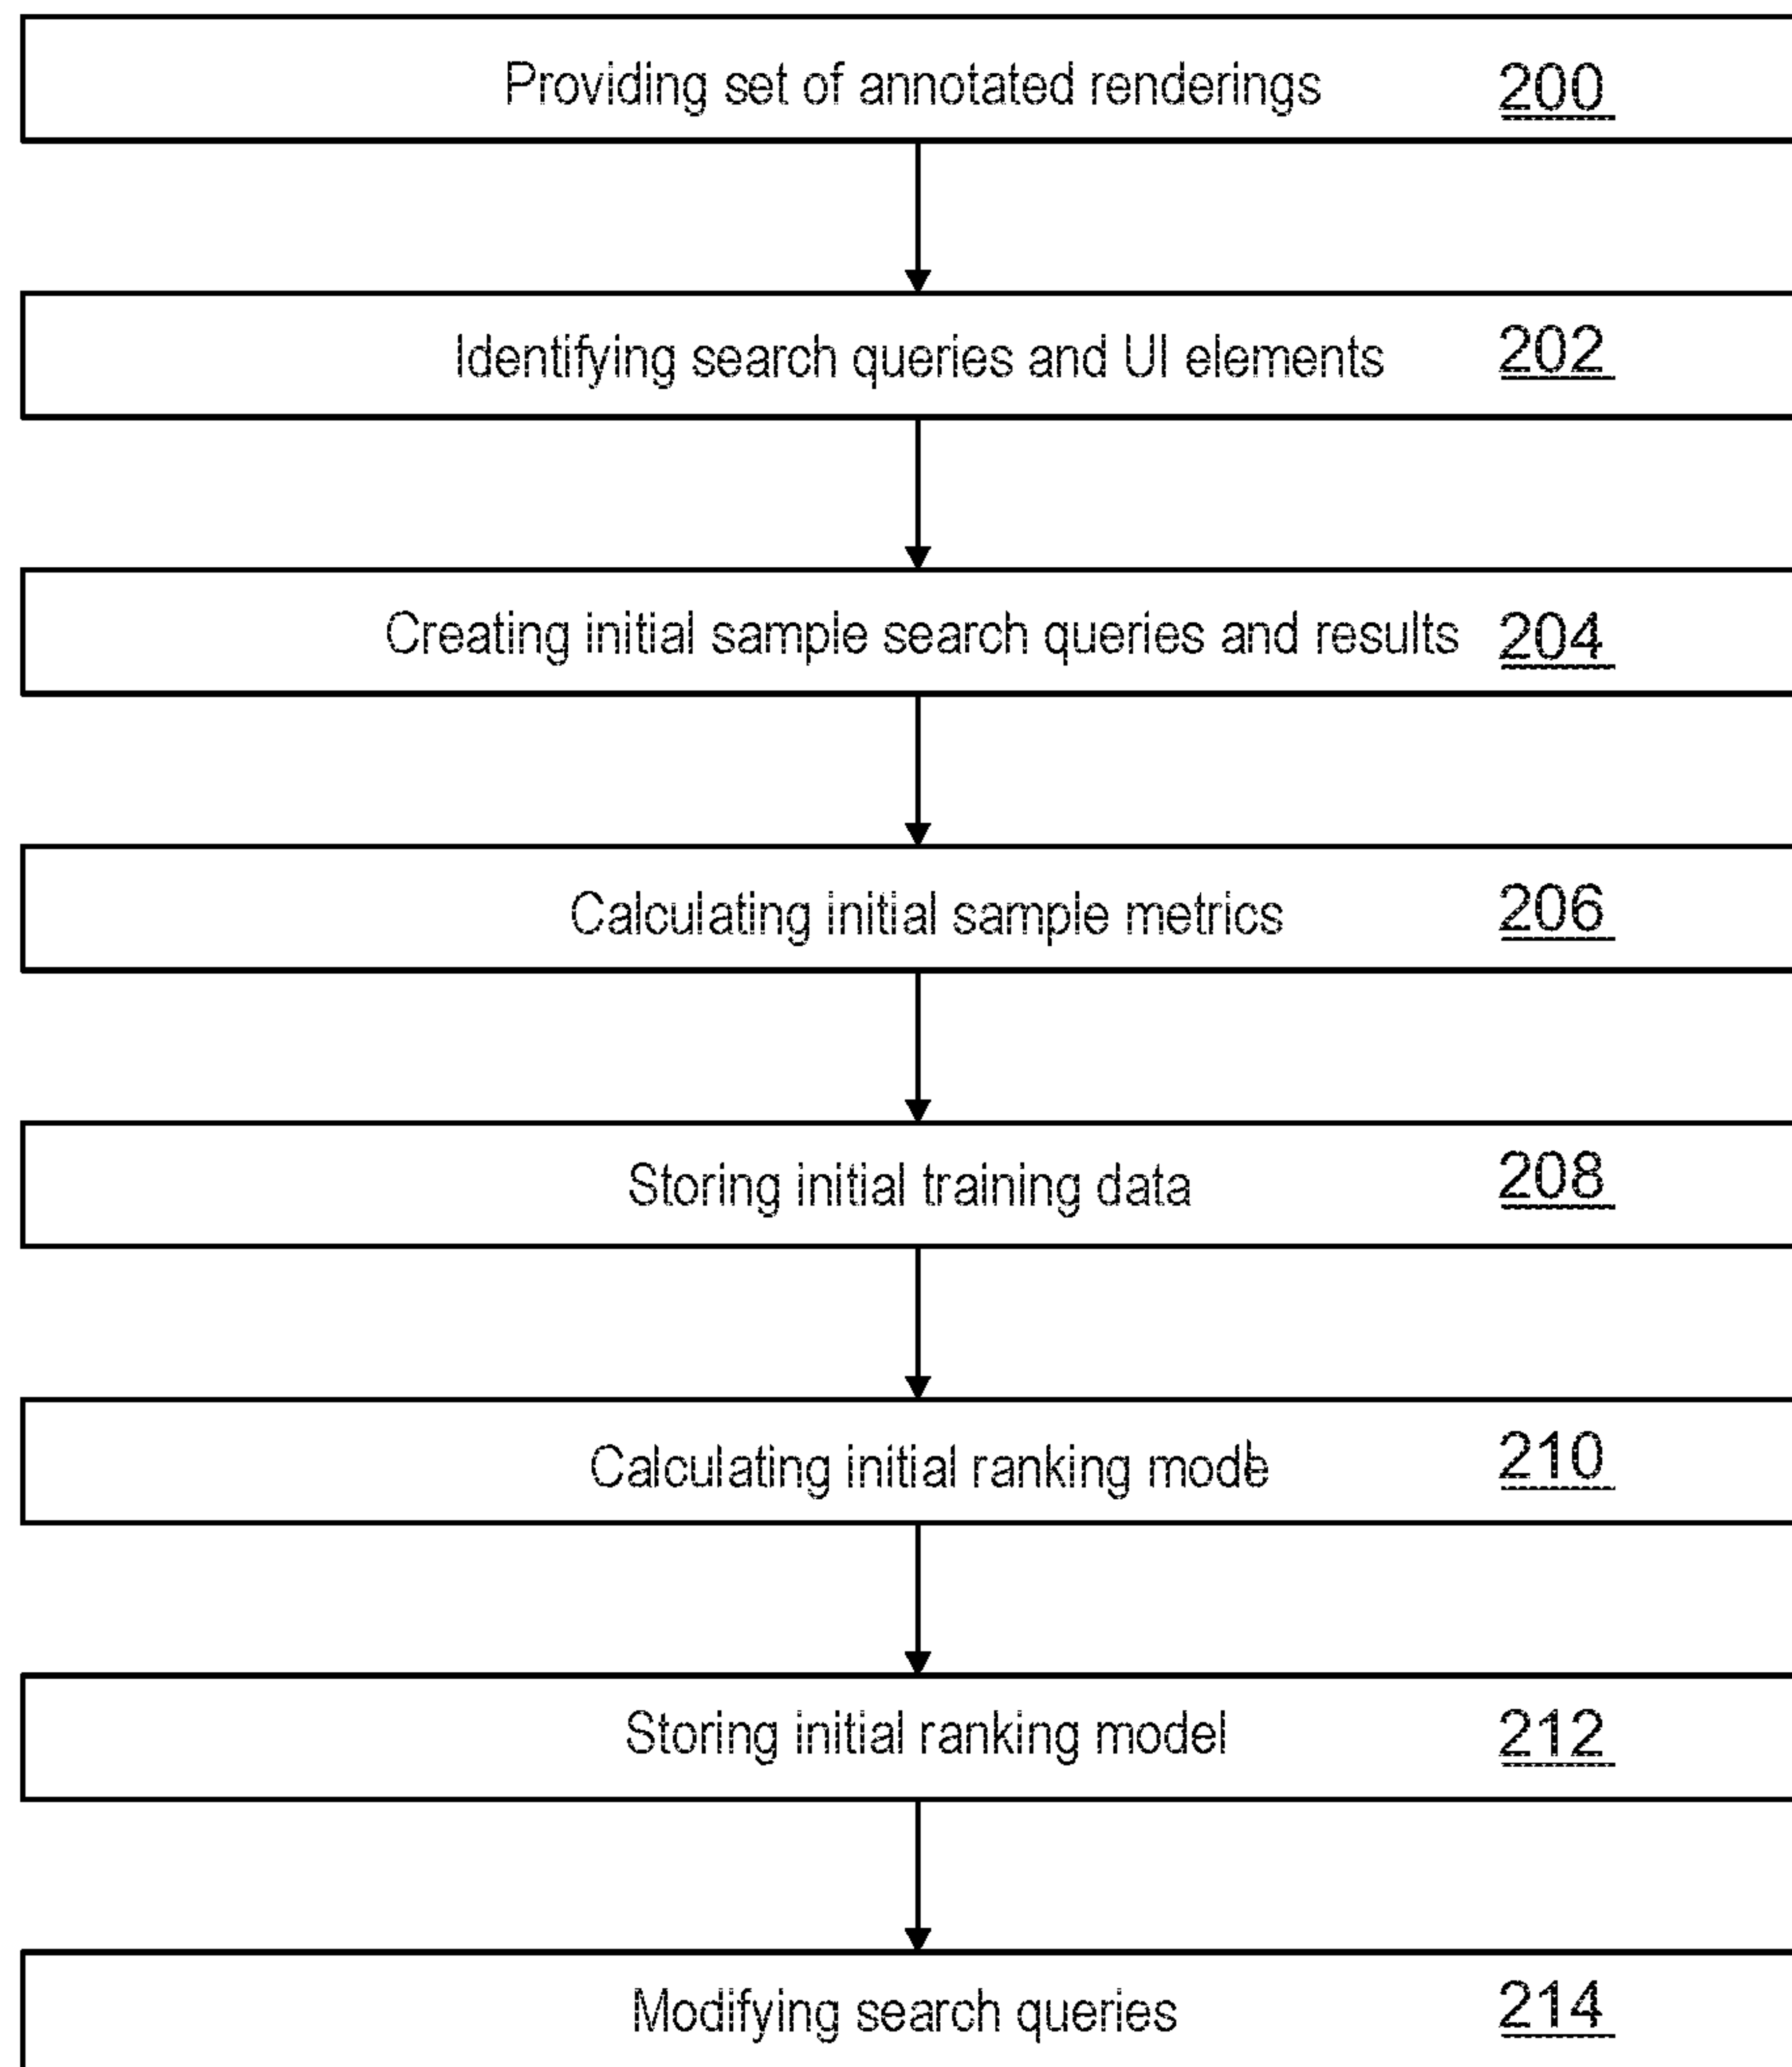 Providing set of annotated renderings 200
Identifying search queries and UI elements 202
Creating initial sample search queries and results 204
Calculating initial sample metrics 206
Storing initial training data 208
Calculating initial ranking model 210
Storing initial ranking model 212
Modifying search queries 214